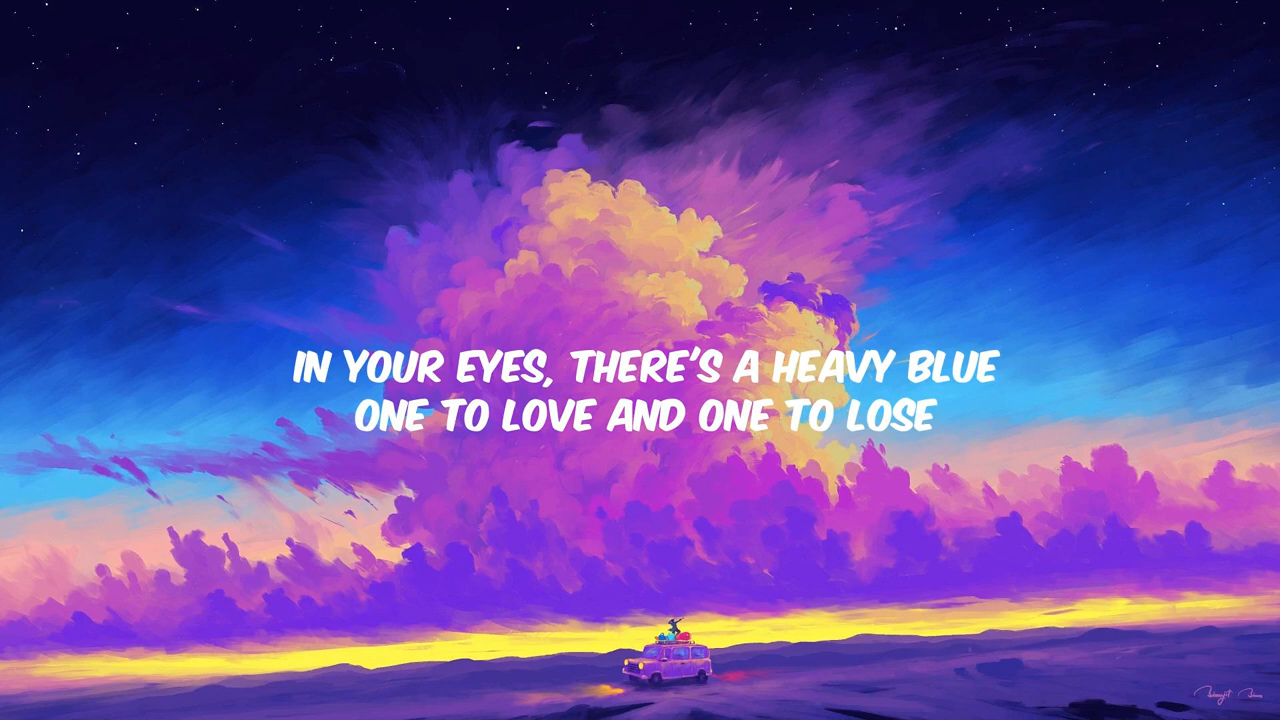 IN YOUR EYES, THERE'S A HEAVY BLUE
ONE TO LOVE AND ONE TO LOSE